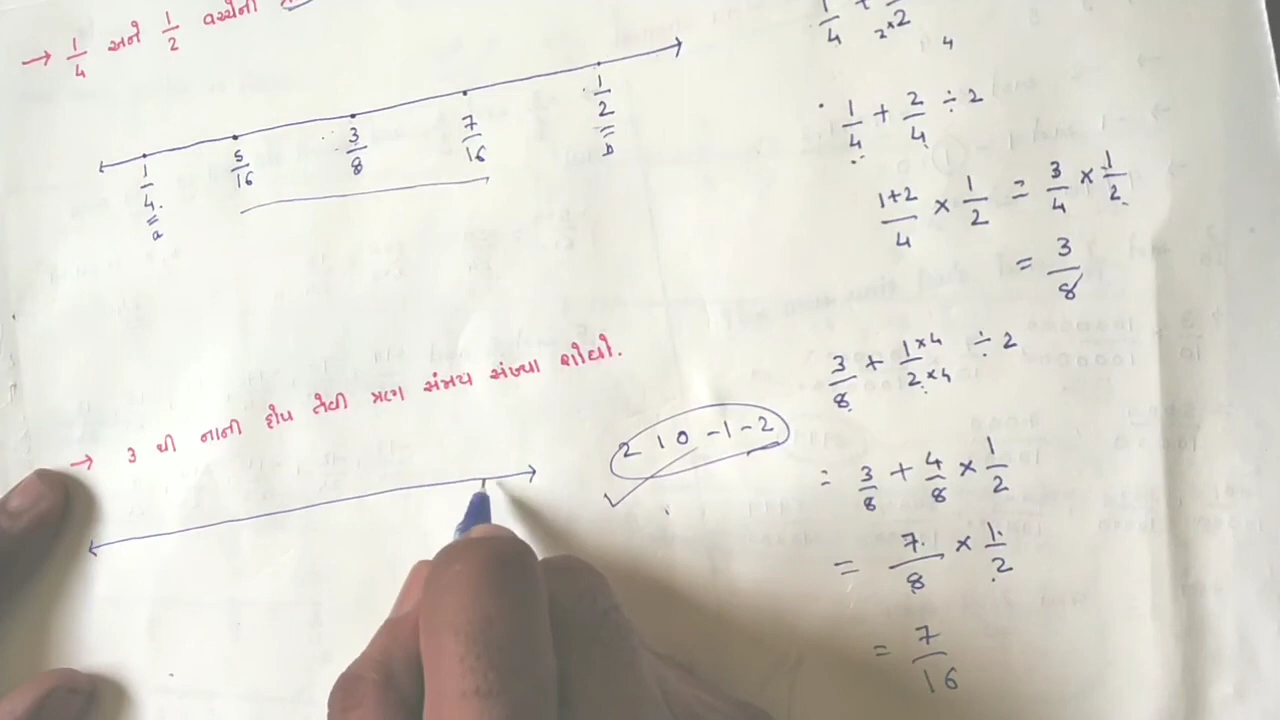 → 1/4 અને 1/2 વચ્ચેની
1/4 = a 5/16 3/8 7/16 1/2 = b
→ ૩ થી નાની હોય તેવી ત્રણ સંમેય સંખ્યા શોધો.
2 1 0 -1 -2
1/4 + 2/4 ÷ 2
1+2/4 × 1/2 = 3/4 × 1/2
= 3/8
3/8 + 1×4/2×4 ÷ 2
= 3/8 + 4/8 × 1/2
= 7/8 × 1/2
= 7/16